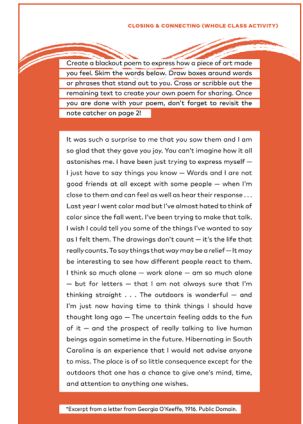 CLOSING & CONNECTING (WHOLE CLASS ACTIVITY)
Create a blackout poem to express how a piece of art made
you feel. Skim the words below. Draw boxes around words
or phrases that stand out to you. Cross or scribble out the
remaining text to create your own poem for sharing. Once
you are done with your poem, don't forget to revisit the
note catcher on page 2!
It was such a surprise to me that you saw them and I am
so glad that they gave you joy. You can't imagine how it all
astonishes me. I have been just trying to express myself —
I just have to say things you know — Words and I are not
good friends at all except with some people — when I'm
close to them and can feel as well as hear their response . . .
Last year I went color mad but I've almost hated to think of
color since the fall went. I've been trying to make that talk.
I wish I could tell you some of the things I've wanted to say
as I felt them. The drawings don't count — it's the life that
really counts. To say things that way may be a relief — It may
be interesting to see how different people react to them.
I think so much alone — work alone — am so much alone
— but for letters — that I am not always sure that I'm
thinking straight . . . The outdoors is wonderful — and
I'm just now having time to think things I should have
thought long ago — The uncertain feeling adds to the fun
of it — and the prospect of really talking to live human
beings again sometime in the future. Hibernating in South
Carolina is an experience that I would not advise anyone
to miss. The place is of so little consequence except for the
outdoors that one has a chance to give one's mind, time,
and attention to anything one wishes.
*Excerpt from a letter from Georgia O'Keeffe, 1916. Public Domain.